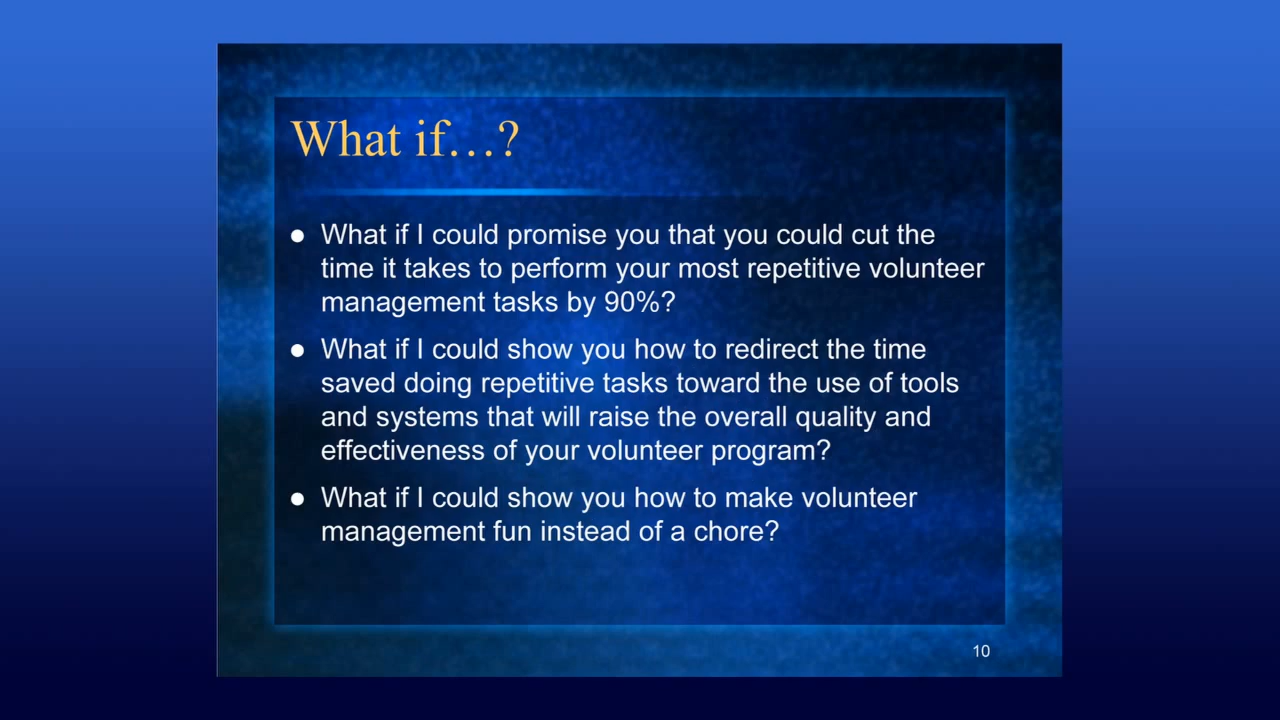 What if…?
● What if I could promise you that you could cut the
time it takes to perform your most repetitive volunteer
management tasks by 90%?
● What if I could show you how to redirect the time
saved doing repetitive tasks toward the use of tools
and systems that will raise the overall quality and
effectiveness of your volunteer program?
● What if I could show you how to make volunteer
management fun instead of a chore?
10